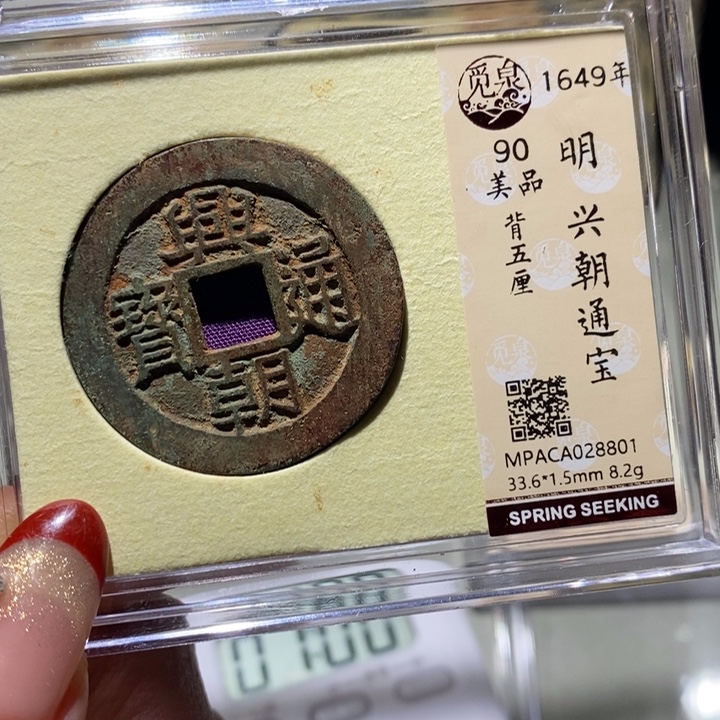 興朝通寶
覓泉
1649年
明 兴朝通宝
90
美品
背五厘
MPACA028801
33.6*1.5mm 8.2g
SPRING SEEKING